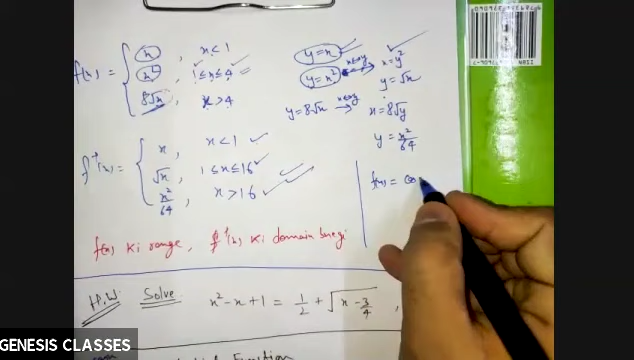 f(x) = { x , x < 1
x² , 1 ≤ x ≤ 4
8√x , x > 4
f⁻¹(x) = { x , x < 1
√x , 1 ≤ x ≤ 16
x²/64 , x > 16
y = x
y = x² x↔y → x = y²
y = √x
y = 8√x x↔y → x = 8√y
y = x²/64
f(x) = co
f(x) ki range, f⁻¹(x) ki domain banegi
H.W Solve x² - x + 1 = 1/2 + √(x - 3/4) ,
GENESIS CLASSES
Function